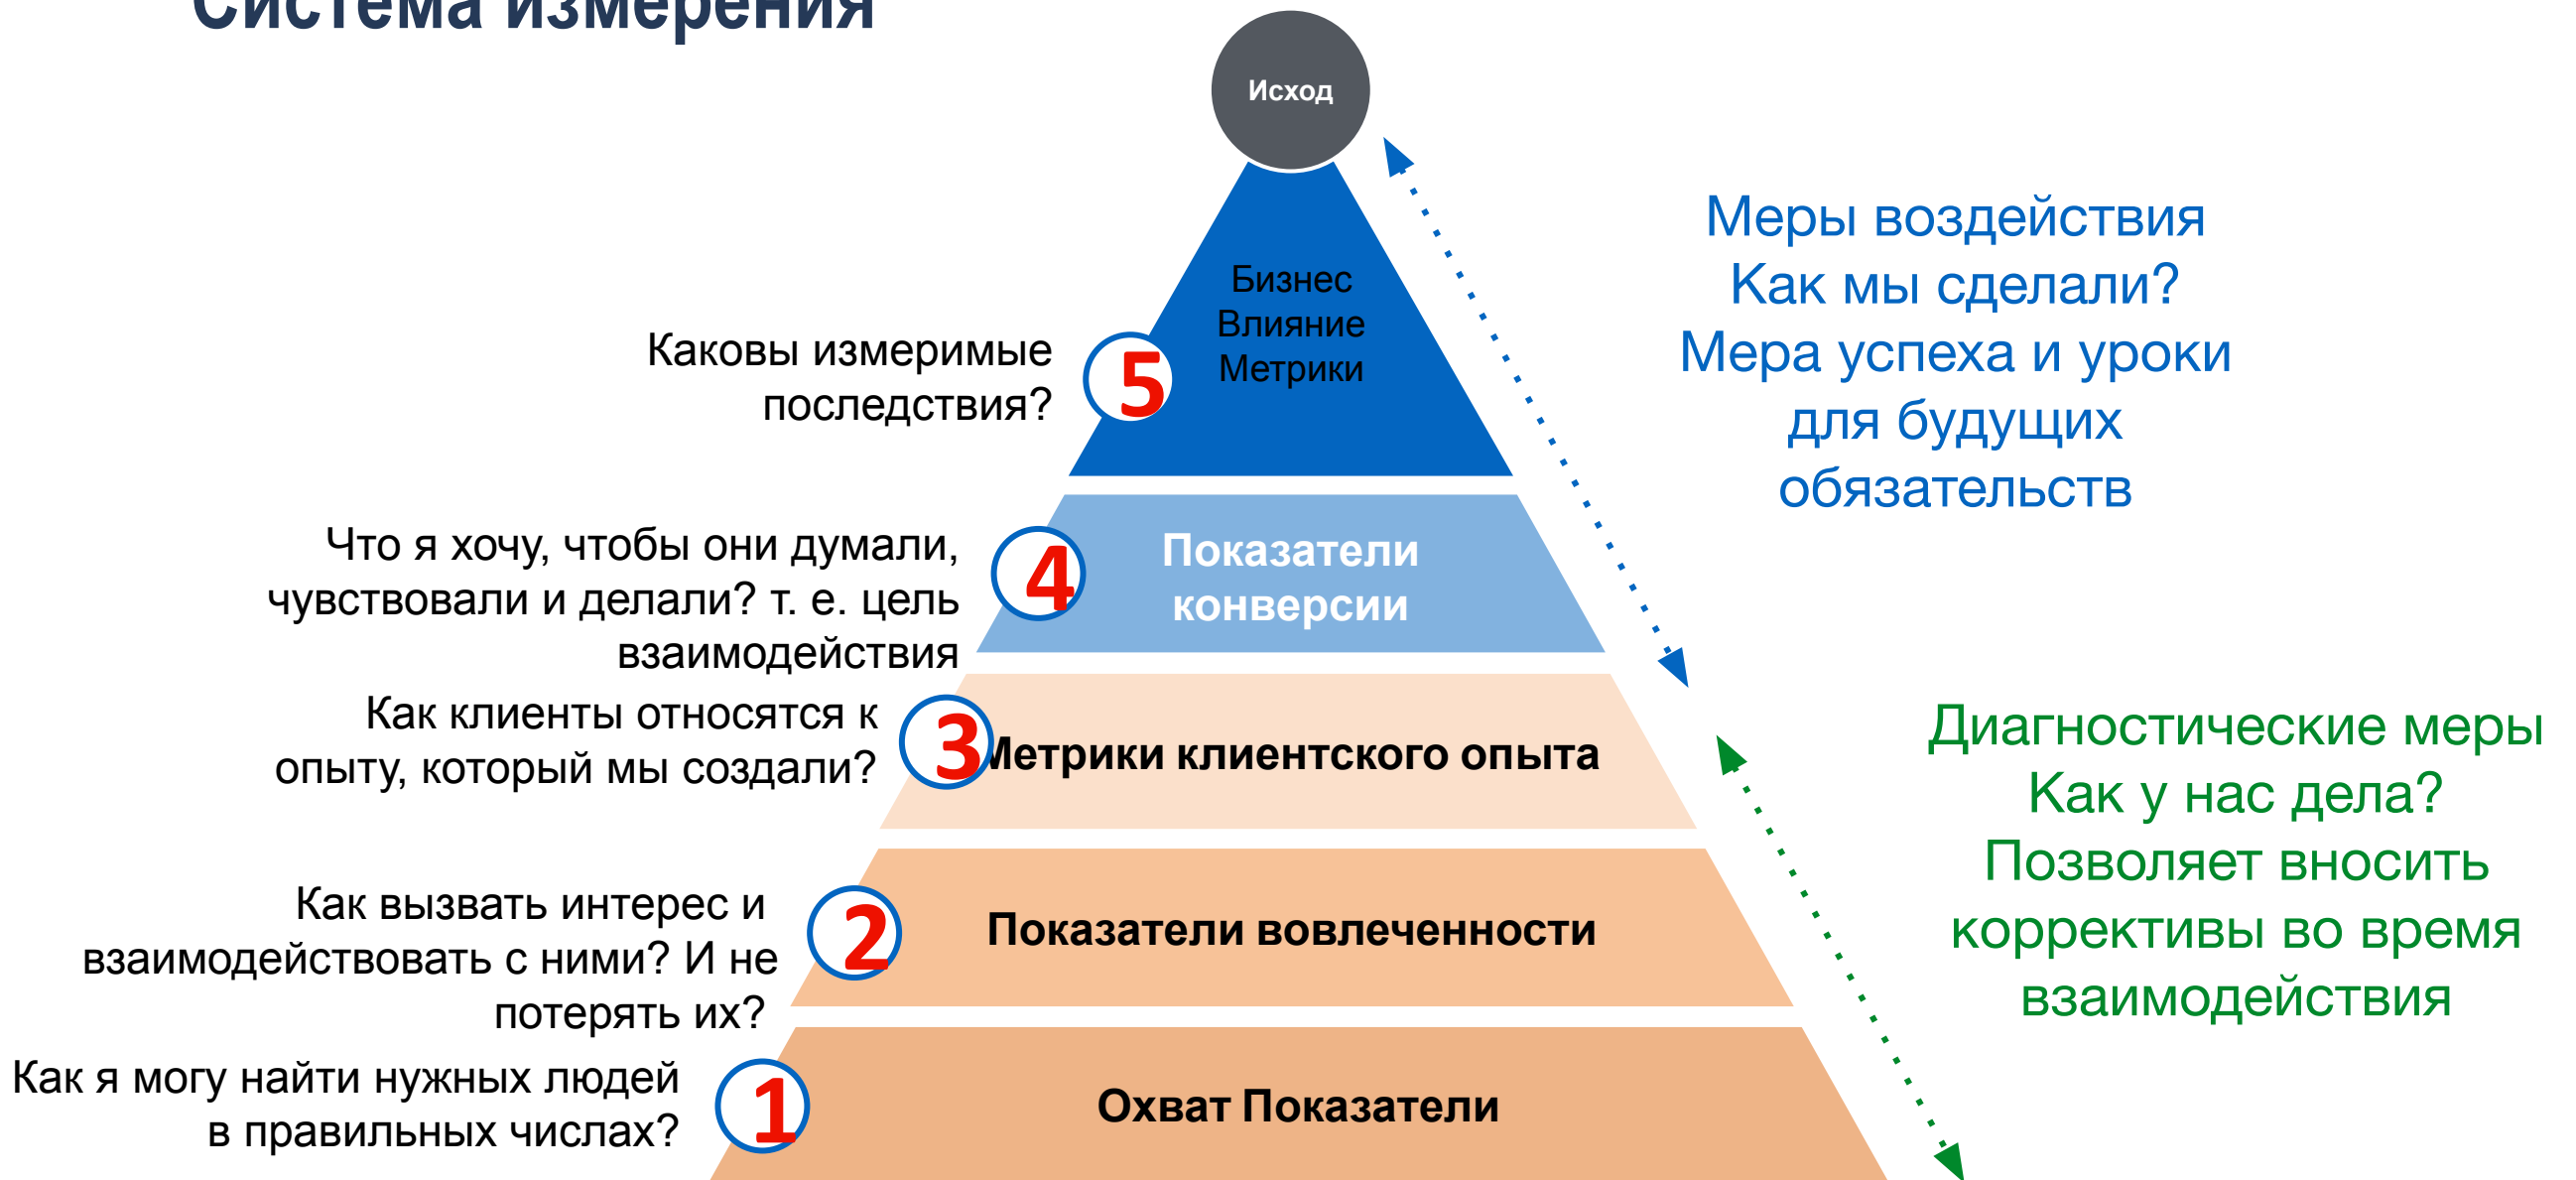 Система измерения
Исход
Бизнес
Влияние
Метрики
Каковы измеримые
последствия?
5
Меры воздействия
Как мы сделали?
Мера успеха и уроки
для будущих
обязательств
Что я хочу, чтобы они думали,
чувствовали и делали? т. е. цель
взаимодействия
4
Показатели
конверсии
Как клиенты относятся к
опыту, который мы создали?
3
Метрики клиентского опыта
Диагностические меры
Как у нас дела?
Позволяет вносить
коррективы во время
взаимодействия
Как вызвать интерес и
взаимодействовать с ними? И не
потерять их?
2
Показатели вовлеченности
Как я могу найти нужных людей
в правильных числах?
1
Охват Показатели